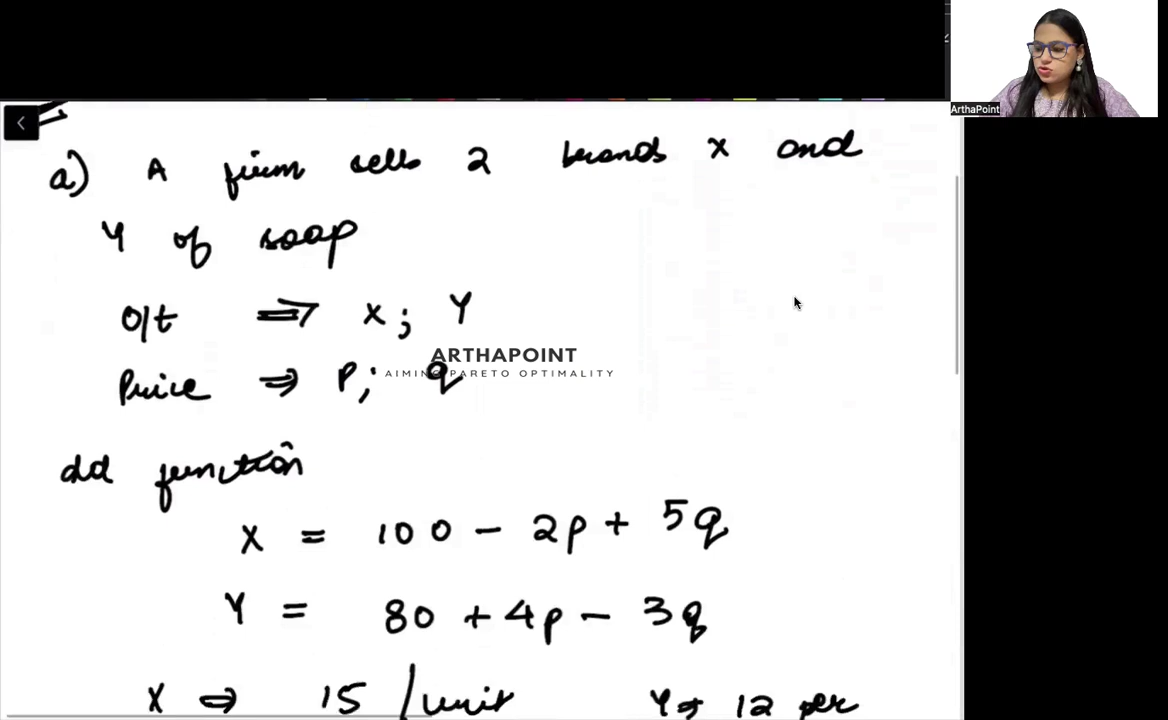 a) A firm sells 2 brands X and
Y of soap
O/t ⇒ X; Y
Price ⇒ P; q
ARTHAPOINT
AIMING PARETO OPTIMALITY
dd function
X = 100 - 2p + 5q
Y = 80 + 4p - 3q
X ⇒ 15 /unit Y ⇒ 12 per
ArthaPoint